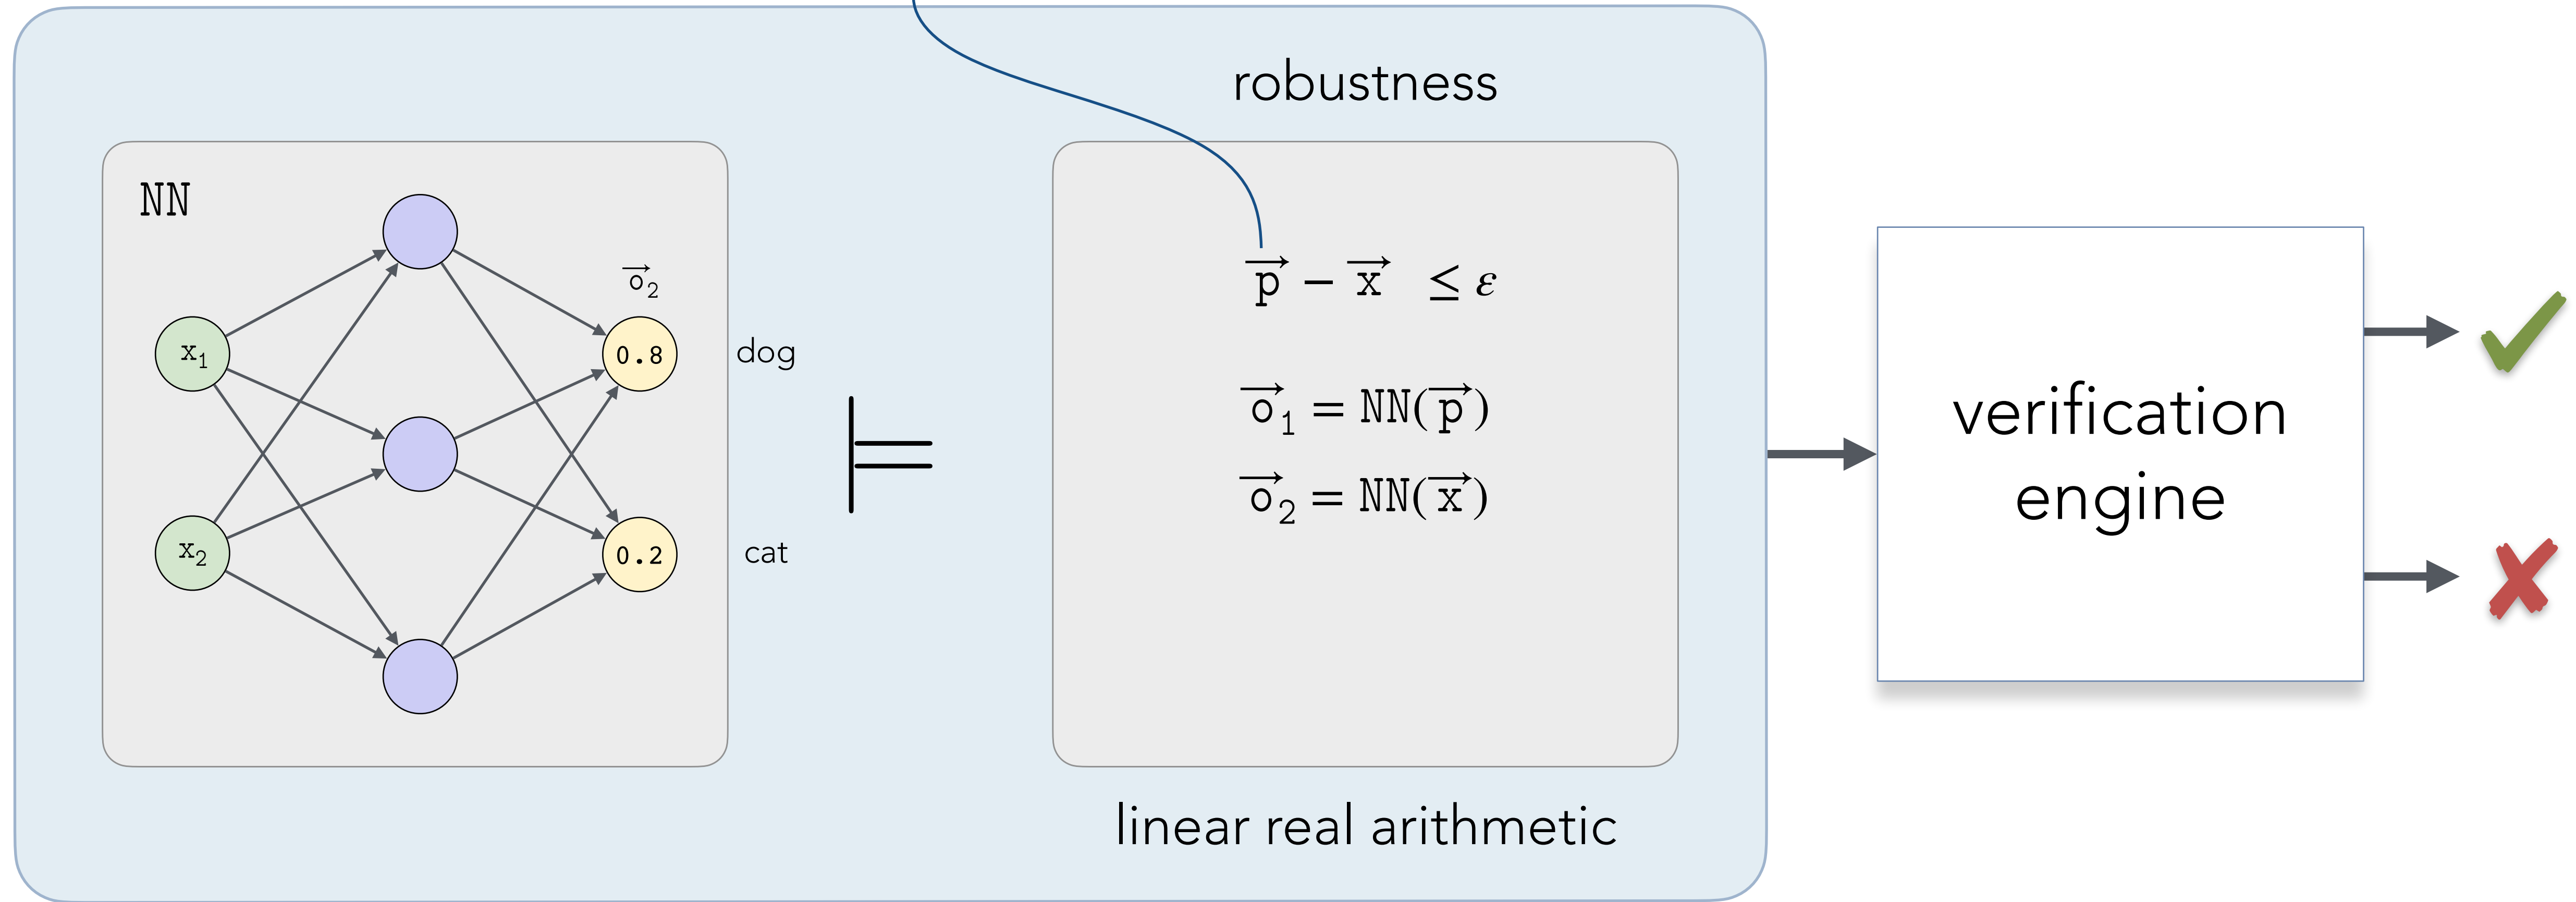 robustness
NN
o⃗₂
x₁
0.8
dog
x₂
0.2
cat
⊨
p⃗ − x⃗ ≤ ε
o⃗₁ = NN(p⃗)
o⃗₂ = NN(x⃗)
linear real arithmetic
verification
engine
✓
✗